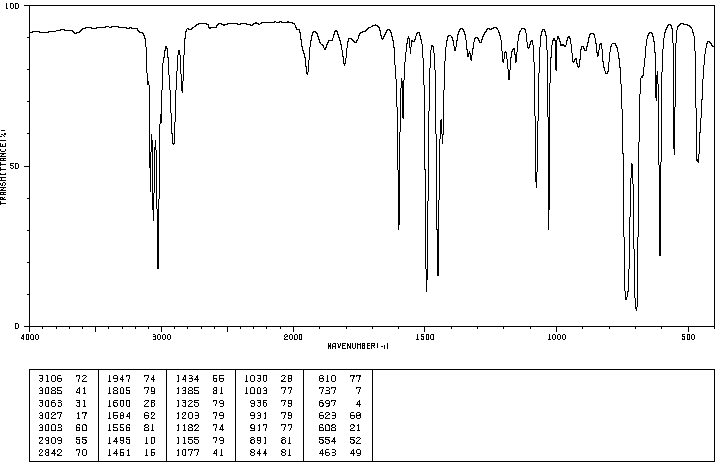 100
50
0
TRANSMITTANCE(%)
4000 3000 2000 1500 1000 500
WAVENUMBER(-1)
3106 72 1947 74 1434 55 1030 28 810 77
3085 41 1805 79 1385 81 1003 77 737 7
3063 31 1600 28 1325 79 936 79 697 4
3027 17 1584 62 1203 79 931 79 623 68
3003 60 1556 81 1182 74 917 77 608 21
2909 55 1495 10 1155 79 891 81 554 52
2842 70 1451 16 1077 41 844 81 463 49